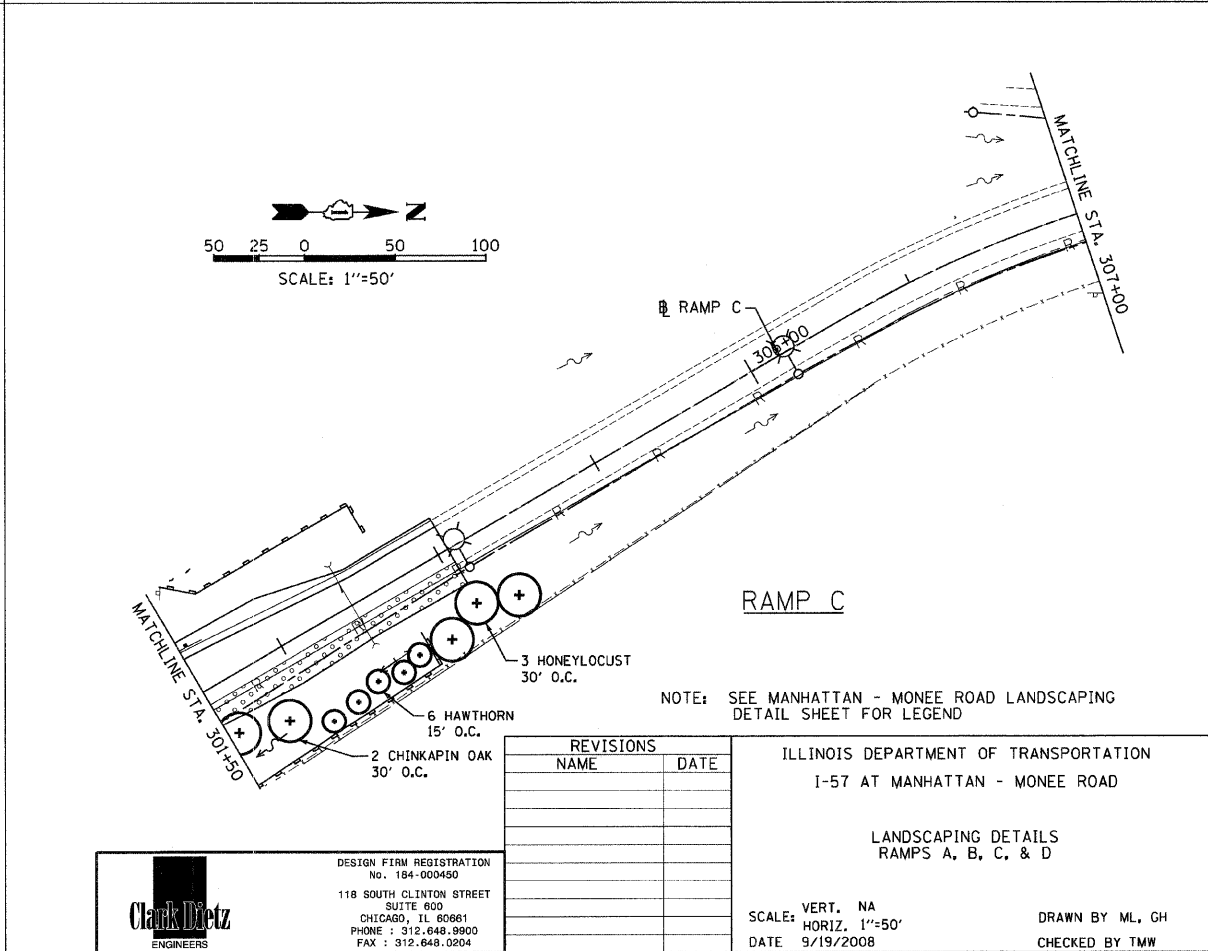 MATCHLINE STA. 307+00
N
50 25 0 50 100
SCALE: 1"=50'
℄ RAMP C
305+00
R
R
R
R
R
R
RAMP C
MATCHLINE STA. 301+50
3 HONEYLOCUST
30' O.C.
6 HAWTHORN
15' O.C.
2 CHINKAPIN OAK
30' O.C.
NOTE: SEE MANHATTAN - MONEE ROAD LANDSCAPING
DETAIL SHEET FOR LEGEND
REVISIONS
NAME DATE
ILLINOIS DEPARTMENT OF TRANSPORTATION
I-57 AT MANHATTAN - MONEE ROAD
LANDSCAPING DETAILS
RAMPS A, B, C, & D
SCALE: VERT. NA
HORIZ. 1"=50'
DATE 9/19/2008
DRAWN BY ML, GH
CHECKED BY TMW
Clark Dietz
ENGINEERS
DESIGN FIRM REGISTRATION
No. 184-000450
118 SOUTH CLINTON STREET
SUITE 600
CHICAGO, IL 60661
PHONE : 312.648.9900
FAX : 312.648.0204